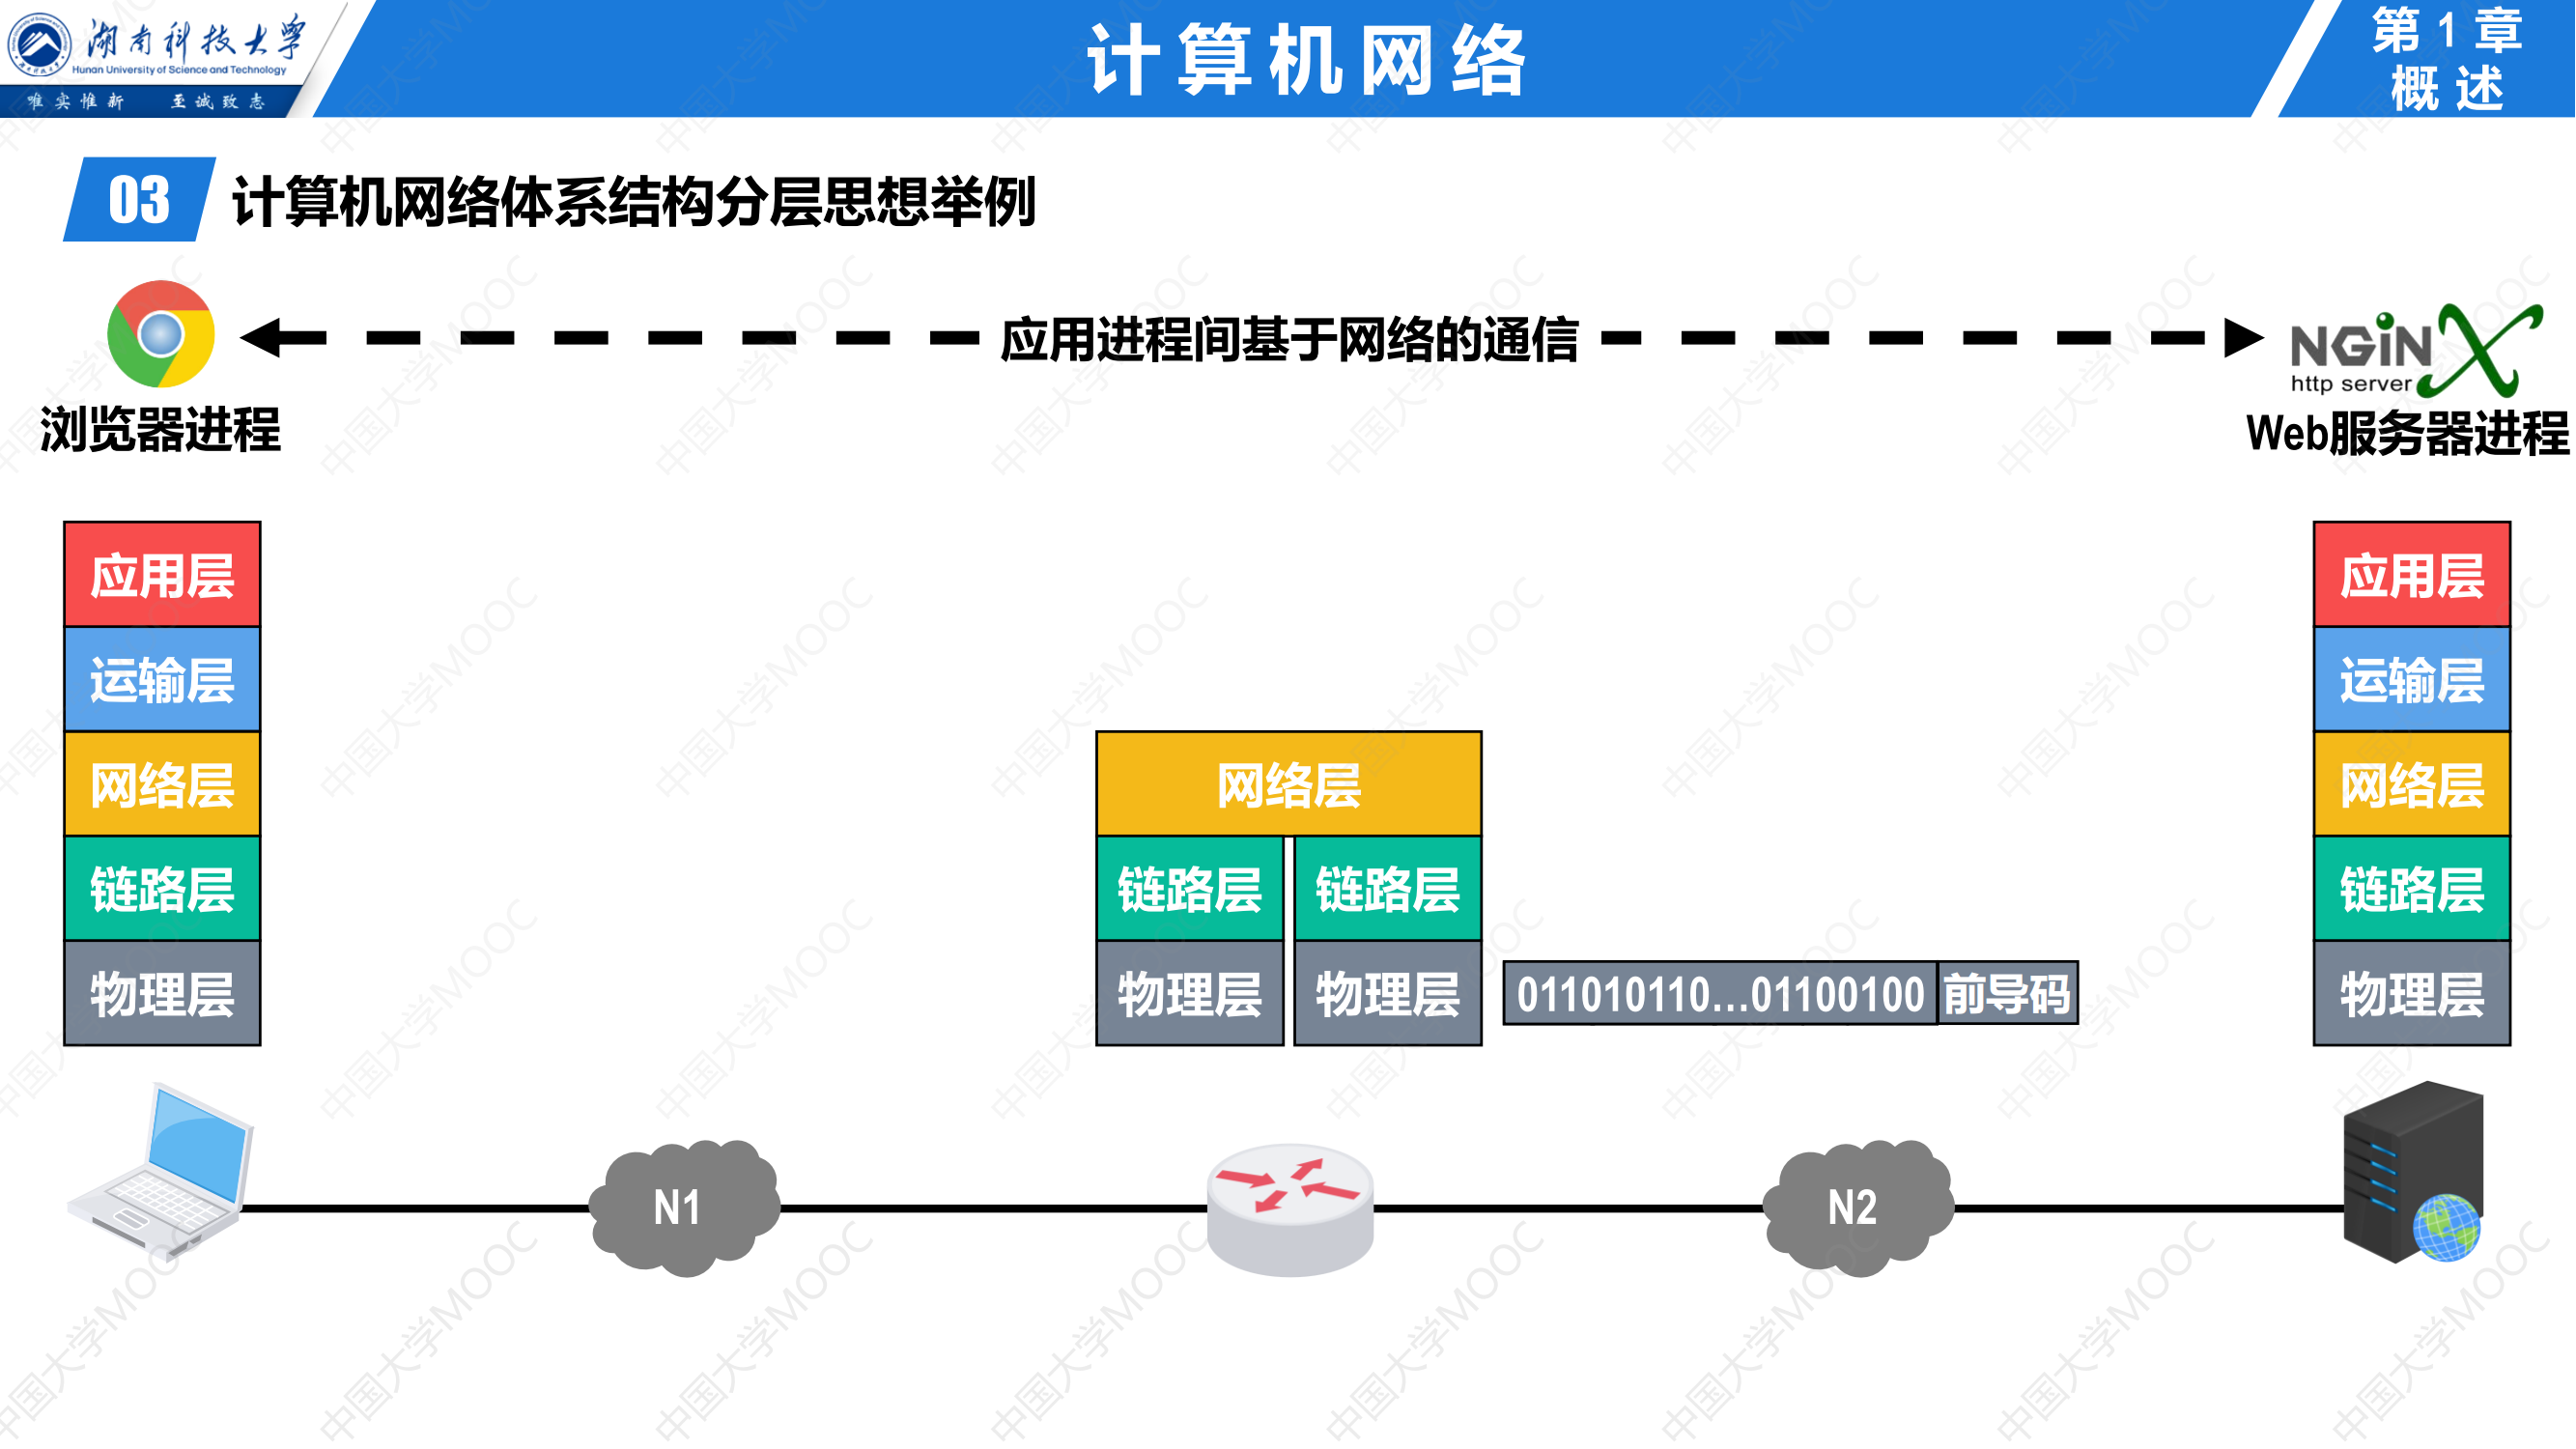 湖南科技大学
Hunan University of Science and Technology
唯实惟新 至诚致志
计算机网络
第1章
概述
03 计算机网络体系结构分层思想举例
应用进程间基于网络的通信
NGiNX
http server
浏览器进程
Web服务器进程
应用层
运输层
网络层
链路层
物理层
网络层
链路层 链路层
物理层 物理层
011010110...01100100 前导码
应用层
运输层
网络层
链路层
物理层
N1
N2
中国大学MOOC